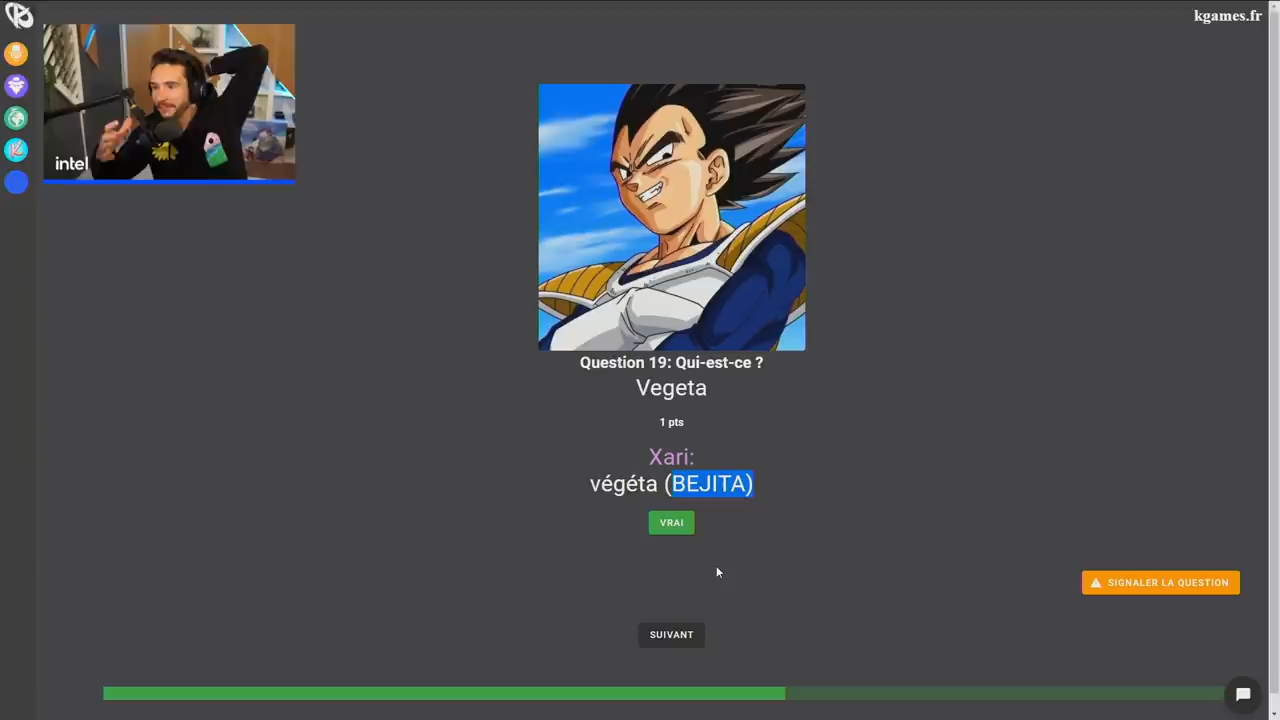 kgames.fr
intel
Question 19: Qui-est-ce ?
Vegeta
1 pts
Xari:
végéta (BEJITA)
VRAI
SIGNALER LA QUESTION
SUIVANT